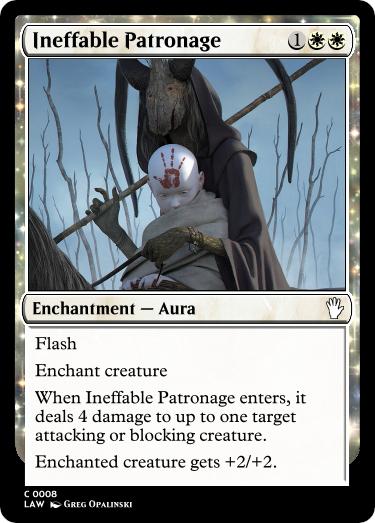 Ineffable Patronage 1
Enchantment — Aura
Flash
Enchant creature
When Ineffable Patronage enters, it
deals 4 damage to up to one target
attacking or blocking creature.
Enchanted creature gets +2/+2.
C 0008
LAW Greg Opalinski